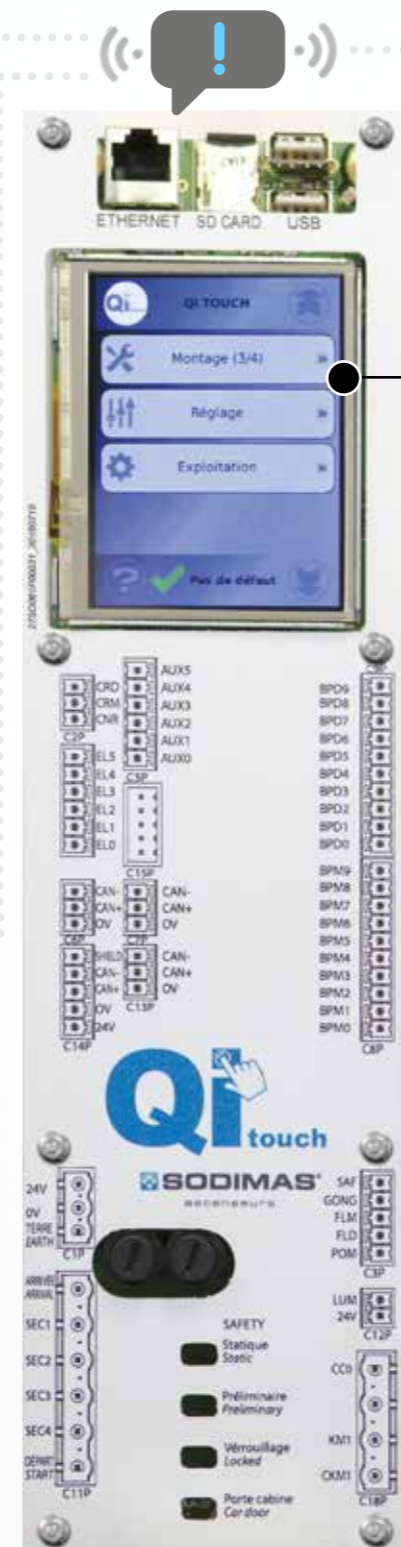 !
ETHERNET SD CARD USB
Qi QI TOUCH
Montage (3/4) »
Réglage »
Exploitation »
? Pas de défaut
CRD
CRM
CNR
C2P
AUX5
AUX4
AUX3
AUX2
AUX1
AUX0
C5P
EL5
EL4
EL3
EL2
EL1
EL0
C15P
CAN-
CAN+
0V
C6P
CAN-
CAN+
0V
C7P
SHIELD
CAN-
CAN+
0V
24V
C14P
CAN-
CAN+
0V
C13P
BPD9
BPD8
BPD7
BPD6
BPD5
BPD4
BPD3
BPD2
BPD1
BPD0
BPM9
BPM8
BPM7
BPM6
BPM5
BPM4
BPM3
BPM2
BPM1
BPM0
C8P
Qi touch
SODIMAS
ascenseurs
24V
0V
TERRE
EARTH
C1P
SAF
GONG
FLM
FLD
POM
C3P
LUM
24V
C12P
ARRIVEE
ARRIVAL
SEC1
SEC2
SEC3
SEC4
DEPART
START
C11P
SAFETY
Statique
Static
Préliminaire
Preliminary
Vérrouillage
Locked
Porte cabine
Car door
CC0
KM1
CKM1
C18P